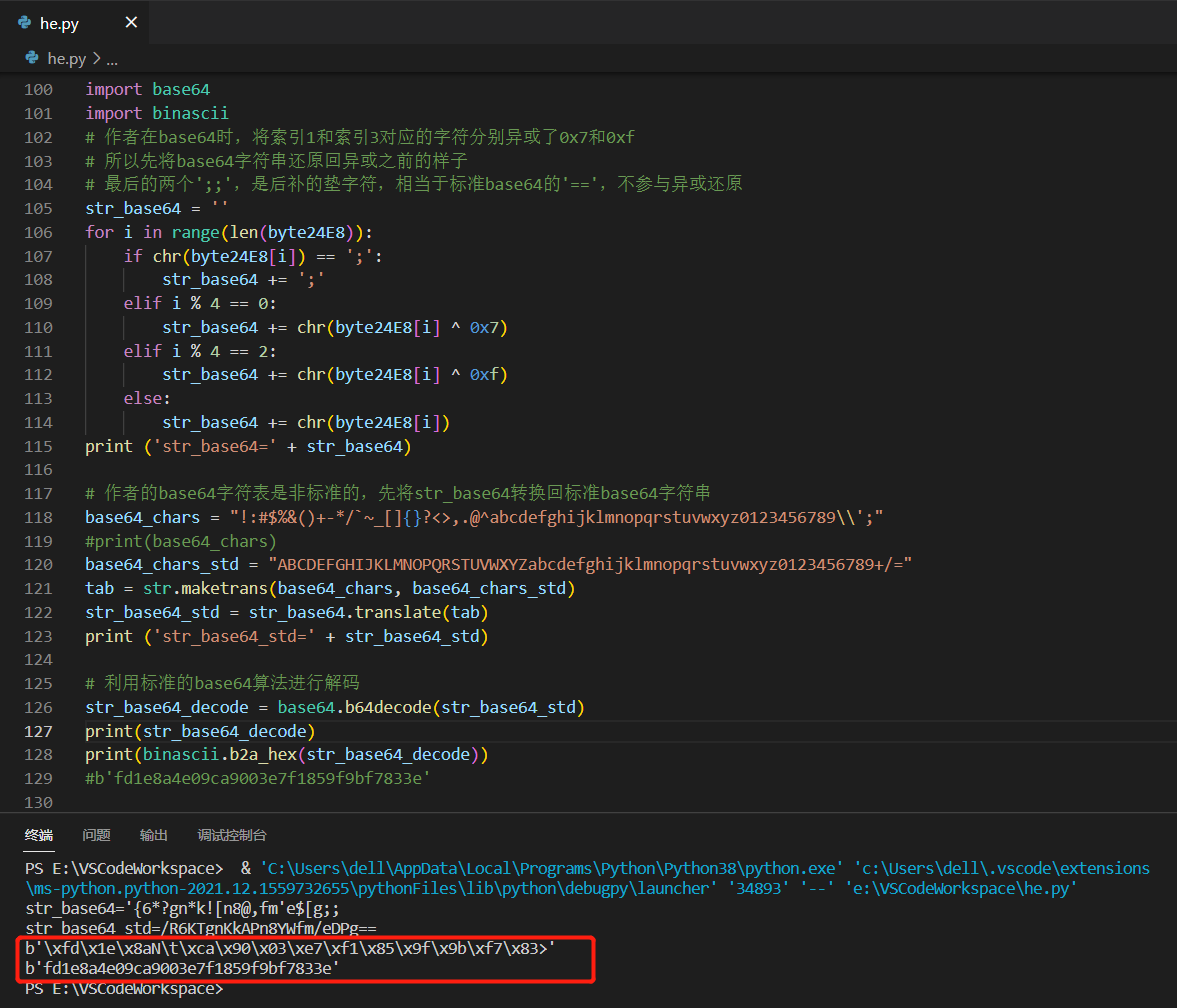 he.py ×
he.py > ...
100 import base64
101 import binascii
102 # 作者在base64时，将索引1和索引3对应的字符分别异或了0x7和0xf
103 # 所以先将base64字符串还原回异或之前的样子
104 # 最后的两个';;'，是后补的垫字符，相当于标准base64的'=='，不参与异或还原
105 str_base64 = ''
106 for i in range(len(byte24E8)):
107     if chr(byte24E8[i]) == ';':
108         str_base64 += ';'
109     elif i % 4 == 0:
110         str_base64 += chr(byte24E8[i] ^ 0x7)
111     elif i % 4 == 2:
112         str_base64 += chr(byte24E8[i] ^ 0xf)
113     else:
114         str_base64 += chr(byte24E8[i])
115 print ('str_base64=' + str_base64)
116
117 # 作者的base64字符表是非标准的，先将str_base64转换回标准base64字符串
118 base64_chars = "!:#$%&()+-*/`~_[]{}?<>,.@^abcdefghijklmnopqrstuvwxyz0123456789\\';"
119 #print(base64_chars)
120 base64_chars_std = "ABCDEFGHIJKLMNOPQRSTUVWXYZabcdefghijklmnopqrstuvwxyz0123456789+/="
121 tab = str.maketrans(base64_chars, base64_chars_std)
122 str_base64_std = str_base64.translate(tab)
123 print ('str_base64_std=' + str_base64_std)
124
125 # 利用标准的base64算法进行解码
126 str_base64_decode = base64.b64decode(str_base64_std)
127 print(str_base64_decode)
128 print(binascii.b2a_hex(str_base64_decode))
129 #b'fd1e8a4e09ca9003e7f1859f9bf7833e'
130
终端 问题 输出 调试控制台
PS E:\VSCodeWorkspace>  & 'C:\Users\dell\AppData\Local\Programs\Python\Python38\python.exe' 'c:\Users\dell\.vscode\extensions
\ms-python.python-2021.12.1559732655\pythonFiles\lib\python\debugpy\launcher' '34893' '--' 'e:\VSCodeWorkspace\he.py'
str_base64='{6*?gn*k![n8@,fm'e$[g;;
str_base64_std=/R6KTgnKkAPn8YWfm/eDPg==
b'\xfd\x1e\x8aN\t\xca\x90\x03\xe7\xf1\x85\x9f\x9b\xf7\x83>'
b'fd1e8a4e09ca9003e7f1859f9bf7833e'
PS E:\VSCodeWorkspace>